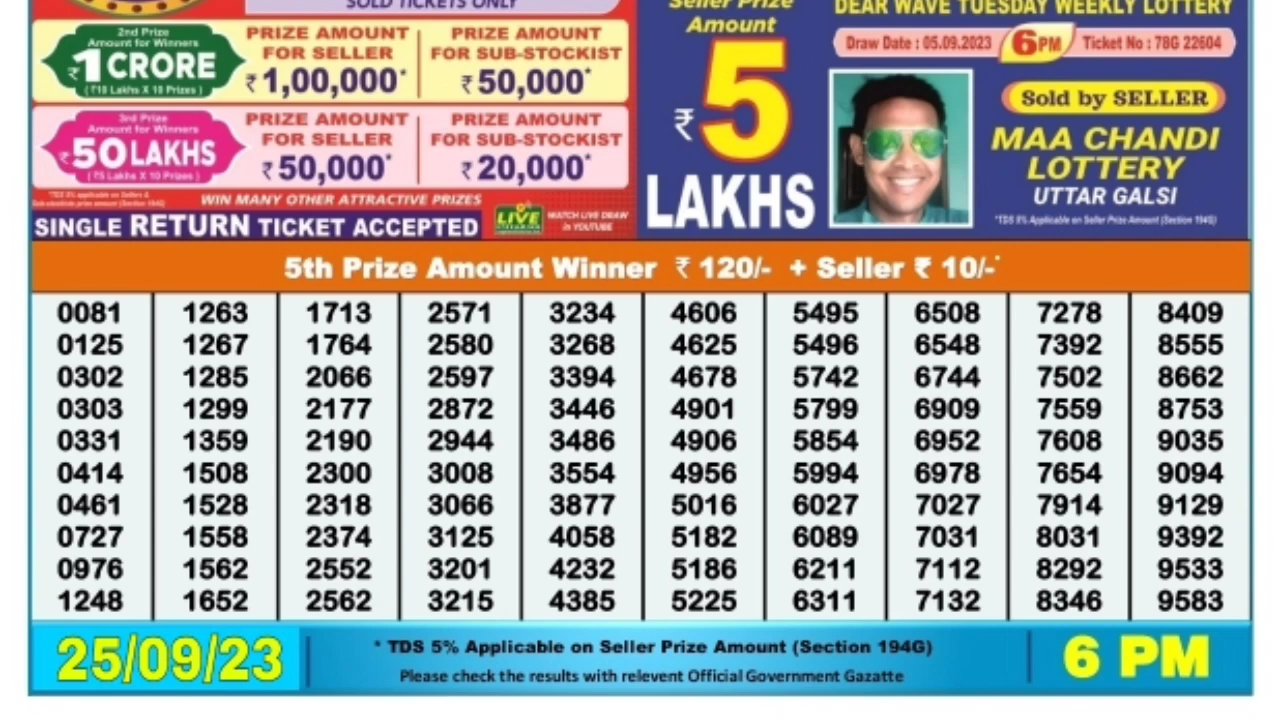 SOLD TICKETS ONLY
2nd Prize
Amount for Winners
₹1 CRORE
(₹10 Lakhs X 10 Prizes)
PRIZE AMOUNT
FOR SELLER
₹1,00,000*
PRIZE AMOUNT
FOR SUB-STOCKIST
₹50,000*
3rd Prize
Amount for Winners
₹50 LAKHS
(₹5 Lakhs X 10 Prizes)
PRIZE AMOUNT
FOR SELLER
₹50,000*
PRIZE AMOUNT
FOR SUB-STOCKIST
₹20,000*
WIN MANY OTHER ATTRACTIVE PRIZES
SINGLE RETURN TICKET ACCEPTED
LIVE
WATCH LIVE DRAW
in YOUTUBE
Seller Prize
Amount
₹5
LAKHS
DEAR WAVE TUESDAY WEEKLY LOTTERY
Draw Date : 05.09.2023 6PM Ticket No : 78G 22604
Sold by SELLER
MAA CHANDI
LOTTERY
UTTAR GALSI
*TDS 5% Applicable on Seller Prize Amount (Section 194G)
5th Prize Amount Winner ₹ 120/- + Seller ₹ 10/-*
0081 1263 1713 2571 3234 4606 5495 6508 7278 8409
0125 1267 1764 2580 3268 4625 5496 6548 7392 8555
0302 1285 2066 2597 3394 4678 5742 6744 7502 8662
0303 1299 2177 2872 3446 4901 5799 6909 7559 8753
0331 1359 2190 2944 3486 4906 5854 6952 7608 9035
0414 1508 2300 3008 3554 4956 5994 6978 7654 9094
0461 1528 2318 3066 3877 5016 6027 7027 7914 9129
0727 1558 2374 3125 4058 5182 6089 7031 8031 9392
0976 1562 2552 3201 4232 5186 6211 7112 8292 9533
1248 1652 2562 3215 4385 5225 6311 7132 8346 9583
25/09/23
* TDS 5% Applicable on Seller Prize Amount (Section 194G)
Please check the results with relevent Official Government Gazatte
6 PM